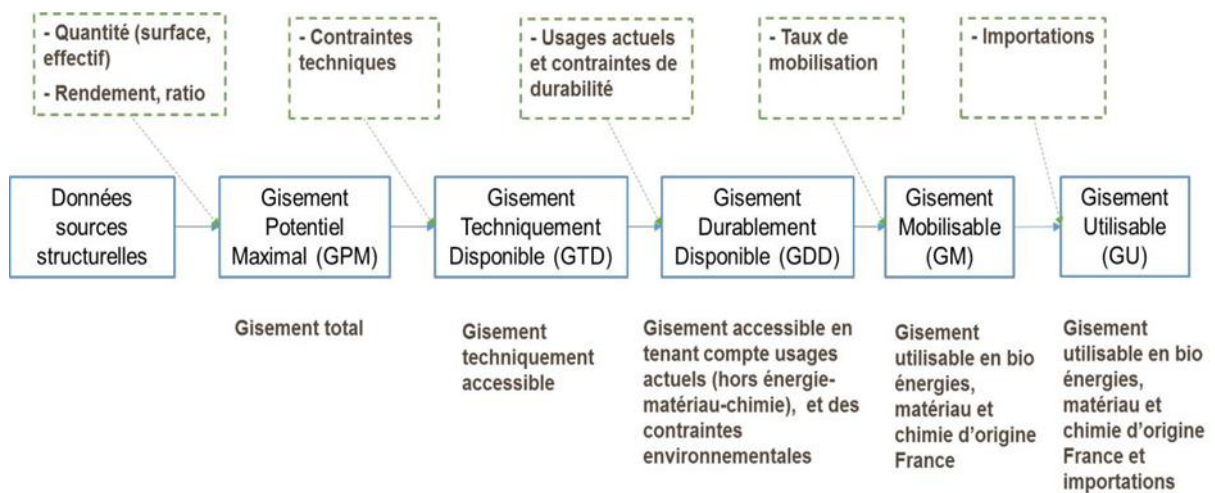 - Quantité (surface,
effectif)
- Rendement, ratio
- Contraintes
techniques
- Usages actuels
et contraintes de
durabilité
- Taux de
mobilisation
- Importations
Données
sources
structurelles
Gisement
Potentiel
Maximal (GPM)
Gisement
Techniquement
Disponible (GTD)
Gisement
Durablement
Disponible (GDD)
Gisement
Mobilisable
(GM)
Gisement
Utilisable
(GU)
Gisement total
Gisement
techniquement
accessible
Gisement accessible en
tenant compte usages
actuels (hors énergie-
matériau-chimie), et des
contraintes
environnementales
Gisement
utilisable en bio
énergies,
matériau et
chimie d'origine
France
Gisement
utilisable en bio
énergies,
matériau et
chimie d'origine
France et
importations